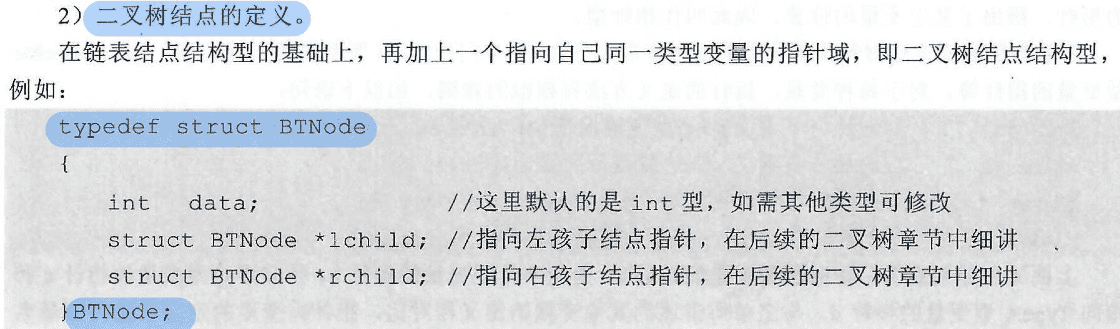 2）二叉树结点的定义。
在链表结点结构型的基础上，再加上一个指向自己同一类型变量的指针域，即二叉树结点结构型，
例如：
typedef struct BTNode
{
int data; //这里默认的是 int 型，如需其他类型可修改
struct BTNode *lchild; //指向左孩子结点指针，在后续的二叉树章节中细讲
struct BTNode *rchild; //指向右孩子结点指针，在后续的二叉树章节中细讲
}BTNode;